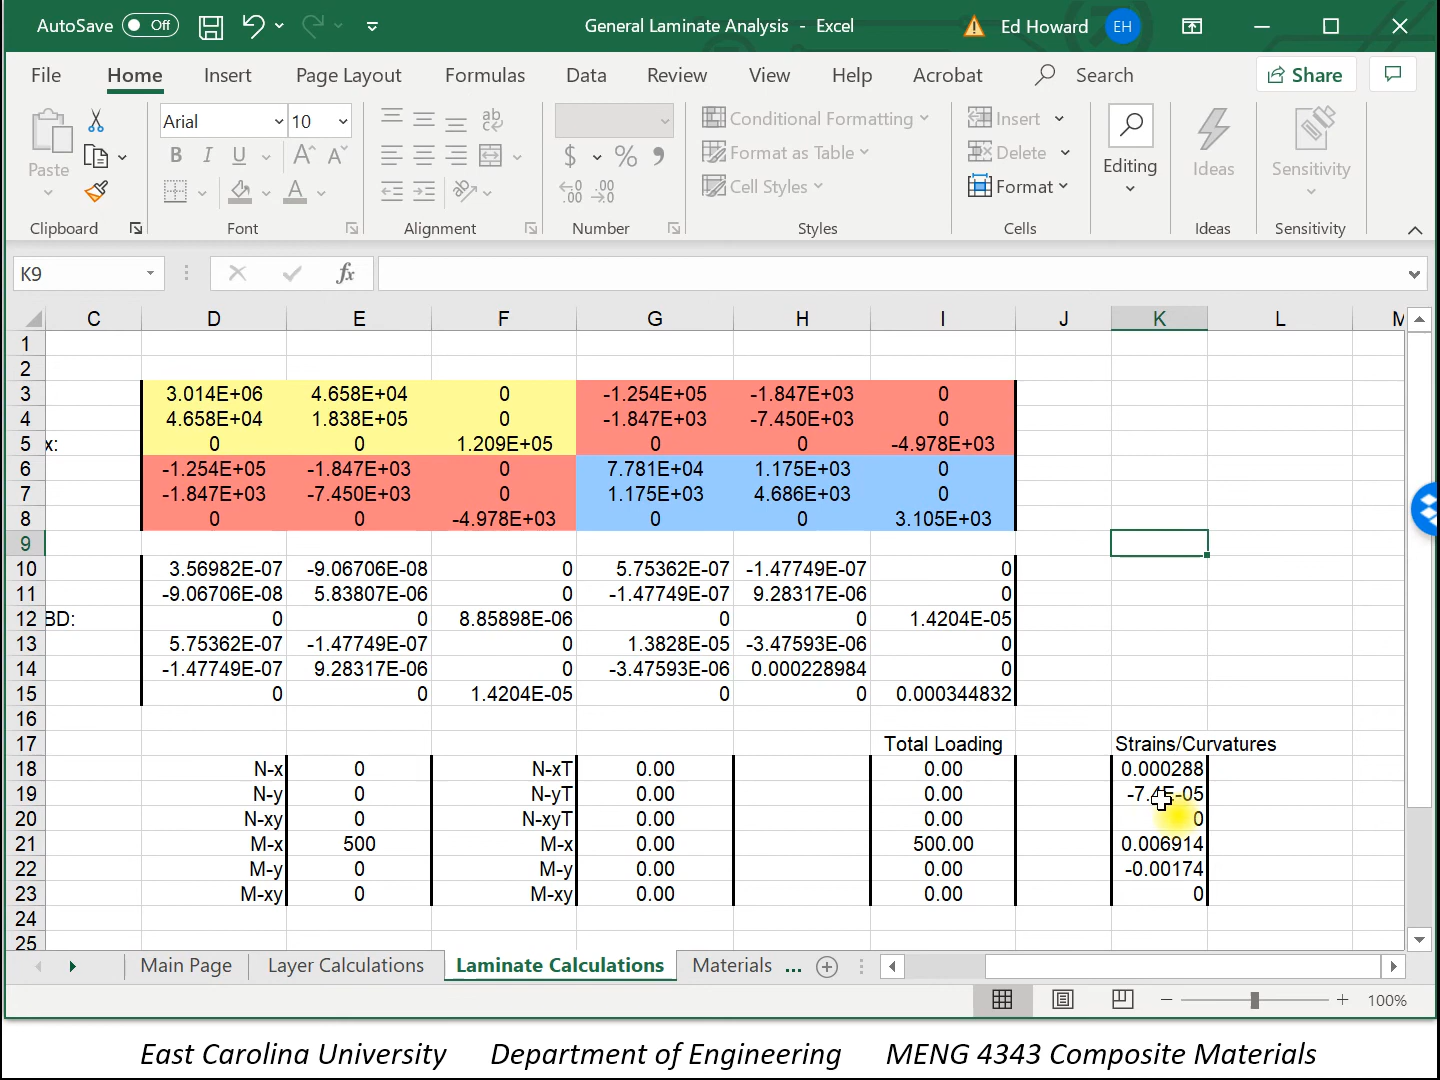 AutoSave Off General Laminate Analysis - Excel Ed Howard EH
File Home Insert Page Layout Formulas Data Review View Help Acrobat Search Share
Paste Arial 10 ab c $ % 9 Conditional Formatting Insert Editing Ideas Sensitivity
B I U A A Format as Table Delete
A Cell Styles Format
Clipboard Font Alignment Number Styles Cells Ideas Sensitivity
K9 fx
C D E F G H I J K L M
1
2
3 3.014E+06 4.658E+04 0 -1.254E+05 -1.847E+03 0
4 4.658E+04 1.838E+05 0 -1.847E+03 -7.450E+03 0
5 x: 0 0 1.209E+05 0 0 -4.978E+03
6 -1.254E+05 -1.847E+03 0 7.781E+04 1.175E+03 0
7 -1.847E+03 -7.450E+03 0 1.175E+03 4.686E+03 0
8 0 0 -4.978E+03 0 0 3.105E+03
9
10 3.56982E-07 -9.06706E-08 0 5.75362E-07 -1.47749E-07 0
11 -9.06706E-08 5.83807E-06 0 -1.47749E-07 9.28317E-06 0
12 BD: 0 0 8.85898E-06 0 0 1.4204E-05
13 5.75362E-07 -1.47749E-07 0 1.3828E-05 -3.47593E-06 0
14 -1.47749E-07 9.28317E-06 0 -3.47593E-06 0.000228984 0
15 0 0 1.4204E-05 0 0 0.000344832
16
17 Total Loading Strains/Curvatures
18 N-x 0 N-xT 0.00 0.00 0.000288
19 N-y 0 N-yT 0.00 0.00 -7.4E-05
20 N-xy 0 N-xyT 0.00 0.00 0
21 M-x 500 M-x 0.00 500.00 0.006914
22 M-y 0 M-y 0.00 0.00 -0.00174
23 M-xy 0 M-xy 0.00 0.00 0
24
25
Main Page Layer Calculations Laminate Calculations Materials ...
100%
East Carolina University Department of Engineering MENG 4343 Composite Materials